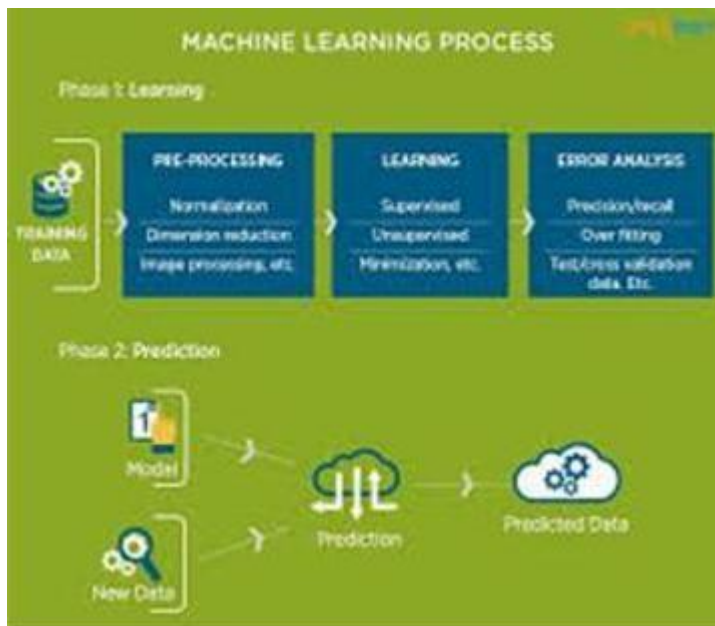 MACHINE LEARNING PROCESS
Phase 1: Learning
TRAINING
DATA
PRE-PROCESSING
Normalization
Dimension reduction
Image processing, etc.
LEARNING
Supervised
Unsupervised
Minimization, etc.
ERROR ANALYSIS
Precision/recall
Over fitting
Test/cross validation
data. Etc.
Phase 2: Prediction
Model
New Data
Prediction
Predicted Data